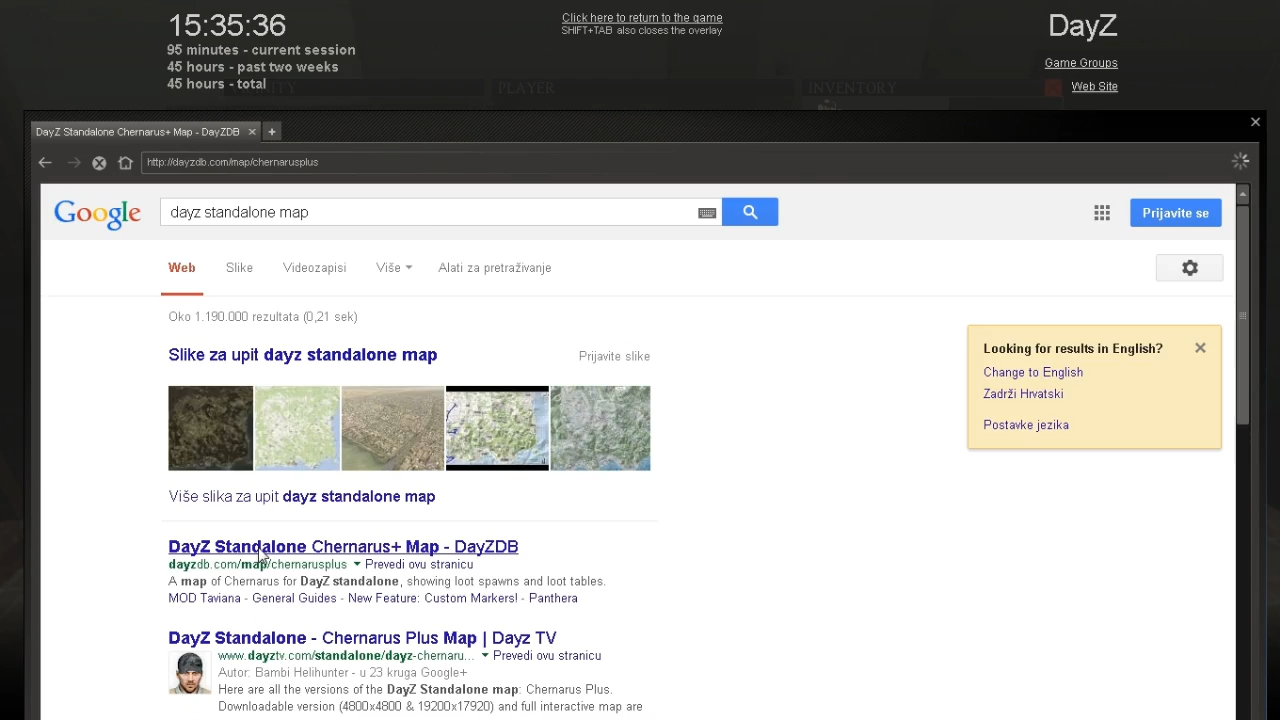 15:35:36
95 minutes - current session
45 hours - past two weeks
45 hours - total
Click here to return to the game
SHIFT+TAB also closes the overlay
DayZ
Game Groups
Web Site
PLAYER
INVENTORY
DayZ Standalone Chernarus+ Map - DayZDB
http://dayzdb.com/map/chernarusplus
Google
dayz standalone map
Prijavite se
Web
Slike
Videozapisi
Više
Alati za pretraživanje
Oko 1.190.000 rezultata (0,21 sek)
Slike za upit dayz standalone map
Prijavite slike
Looking for results in English?
Change to English
Zadrži Hrvatski
Postavke jezika
Više slika za upit dayz standalone map
DayZ Standalone Chernarus+ Map - DayZDB
dayzdb.com/map/chernarusplus Prevedi ovu stranicu
A map of Chernarus for DayZ standalone, showing loot spawns and loot tables.
MOD Taviana - General Guides - New Feature: Custom Markers! - Panthera
DayZ Standalone - Chernarus Plus Map | Dayz TV
www.dayztv.com/standalone/dayz-chernaru... Prevedi ovu stranicu
Autor: Bambi Helihunter - u 23 kruga Google+
Here are all the versions of the DayZ Standalone map: Chernarus Plus.
Downloadable version (4800x4800 & 19200x17920) and full interactive map are